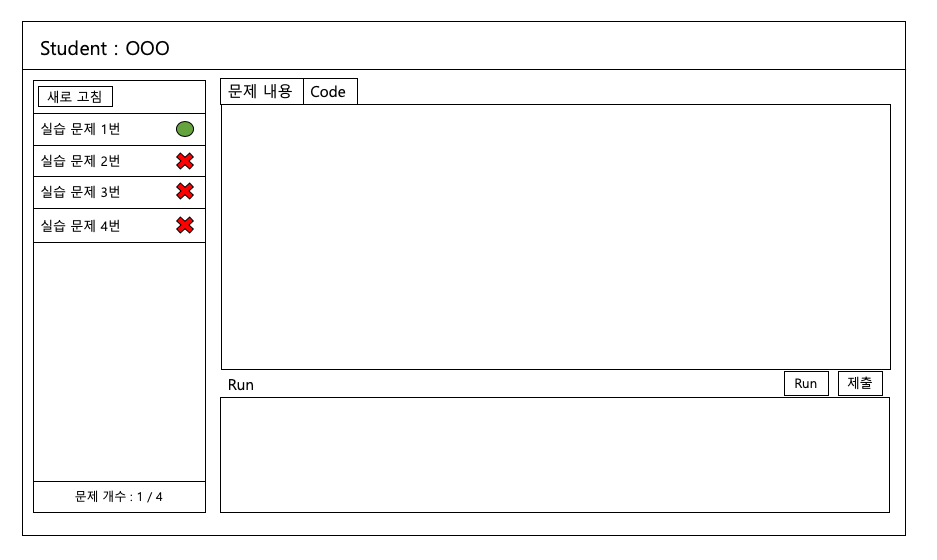 Student : OOO
새로 고침
실습 문제 1번
실습 문제 2번
실습 문제 3번
실습 문제 4번
문제 개수 : 1 / 4
문제 내용
Code
Run
Run
제출